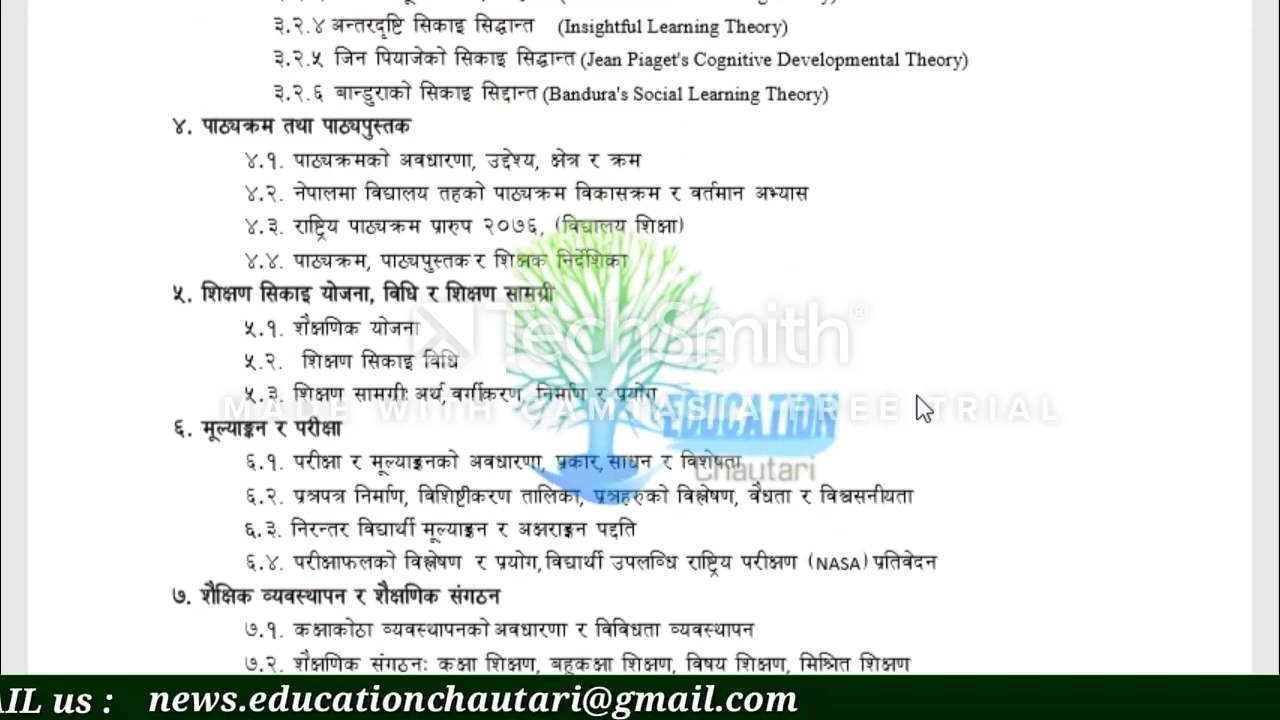 ३.२.४ अन्तरदृष्टि सिकाइ सिद्धान्त (Insightful Learning Theory)
३.२.५ जिन पियाजेको सिकाइ सिद्धान्त (Jean Piaget's Cognitive Developmental Theory)
३.२.६ बान्डुराको सिकाइ सिद्दान्त (Bandura's Social Learning Theory)
४. पाठ्यक्रम तथा पाठ्यपुस्तक
४.१. पाठ्यक्रमको अवधारणा, उद्देश्य, क्षेत्र र क्रम
४.२. नेपालमा विद्यालय तहको पाठ्यक्रम विकासक्रम र वर्तमान अभ्यास
४.३. राष्ट्रिय पाठ्यक्रम प्रारुप २०७६, (विद्यालय शिक्षा)
४.४. पाठ्यक्रम, पाठ्यपुस्तक र शिक्षक निर्देशिका
५. शिक्षण सिकाइ योजना, विधि र शिक्षण सामग्री
५.१. शैक्षणिक योजना
TechSmith®
५.२. शिक्षण सिकाइ विधि
५.३. शिक्षण सामग्रीः अर्थ, वर्गीकरण, निर्माण र प्रयोग
MADE WITH CAMTASIA FREE TRIAL
EDUCATION
६. मूल्याङ्कन र परीक्षा
६.१. परीक्षा र मूल्याङ्कनको अवधारणा, प्रकार, साधन र विशेषता
Chautari
६.२. प्रश्नपत्र निर्माण, विशिष्टीकरण तालिका, प्रश्नहरुको विश्लेषण, वैधता र विश्वसनीयता
६.३. निरन्तर विद्यार्थी मूल्याङ्कन र अक्षराङ्कन पद्दति
६.४. परीक्षाफलको विश्लेषण र प्रयोग, विद्यार्थी उपलब्धि राष्ट्रिय परीक्षण (NASA) प्रतिवेदन
७. शैक्षिक व्यवस्थापन र शैक्षणिक संगठन
७.१. कक्षाकोठा व्यवस्थापनको अवधारणा र विविधता व्यवस्थापन
७.२. शैक्षणिक संगठनः कक्षा शिक्षण, बहुकक्षा शिक्षण, विषय शिक्षण, मिश्रित शिक्षण
AIL us : news.educationchautari@gmail.com